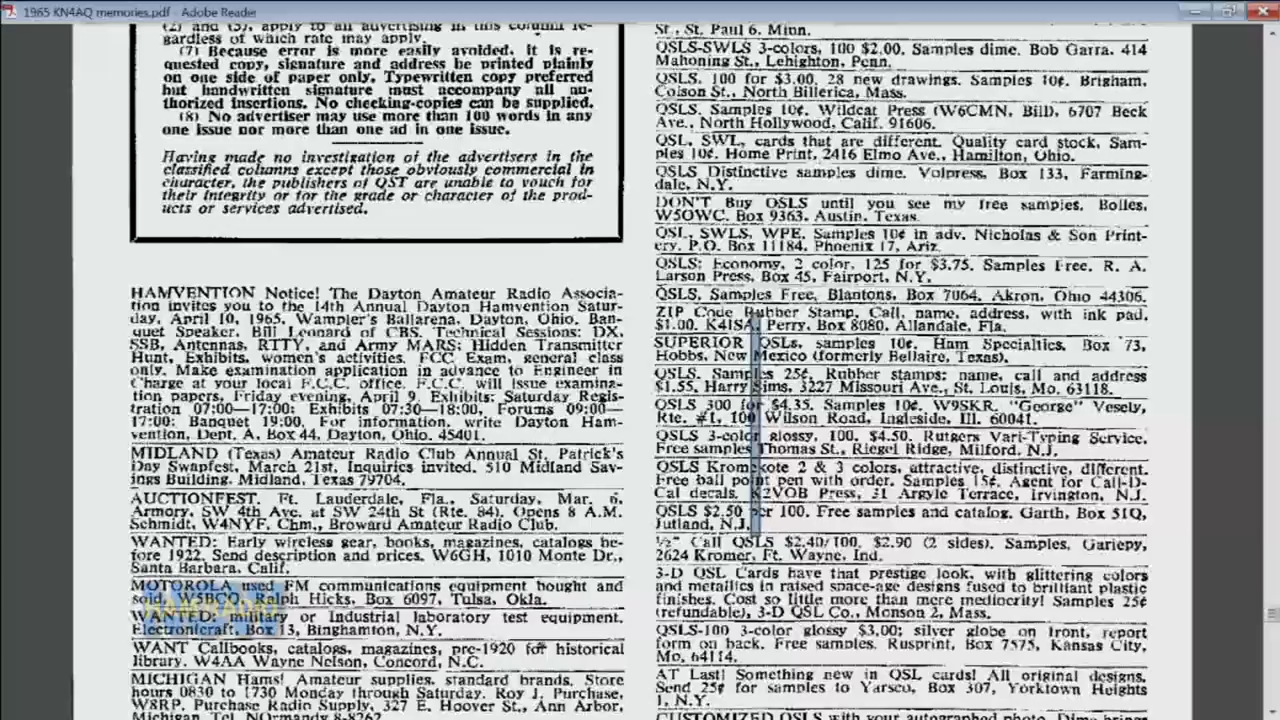 1965 KN4AQ memories.pdf - Adobe Reader
(2) and (5), apply to all advertising in this column re-
gardless of which rate may apply.
(7) Because error is more easily avoided, it is re-
quested copy, signature and address be printed plainly
on one side of paper only. Typewritten copy preferred
but handwritten signature must accompany all au-
thorized insertions. No checking-copies can be supplied.
(8) No advertiser may use more than 100 words in any
one issue nor more than one ad in one issue.
Having made no investigation of the advertisers in the
classified columns except those obviously commercial in
character, the publishers of QST are unable to vouch for
their integrity or for the grade or character of the prod-
ucts or services advertised.
HAMVENTION Notice! The Dayton Amateur Radio Associa-
tion invites you to the 14th Annual Dayton Hamvention Satur-
day, April 10, 1965, Wampler's Ballarena, Dayton, Ohio. Ban-
quet Speaker, Bill Leonard of CBS. Technical Sessions: DX,
SSB, Antennas, RTTY, and Army MARS: Hidden Transmitter
Hunt, Exhibits, women's activities. FCC Exam, general class
only. Make examination application in advance to Engineer in
Charge at your local F.C.C. office. F.C.C. will issue examina-
tion papers, Friday evening, April 9. Exhibits: Saturday Regis-
tration 07:00—17:00: Exhibits 07:30—18:00, Forums 09:00—
17:00: Banquet 19:00. For information, write Dayton Ham-
vention, Dept. A, Box 44, Dayton, Ohio. 45401.
MIDLAND (Texas) Amateur Radio Club Annual St. Patrick's
Day Swapfest, March 21st, Inquiries invited. 510 Midland Sav-
ings Building, Midland, Texas 79704.
AUCTIONFEST. Ft. Lauderdale, Fla., Saturday, Mar. 6,
Armory, SW 4th Ave. at SW 24th St (Rte. 84). Opens 8 A.M.
Schmidt, W4NYF, Chm., Broward Amateur Radio Club.
WANTED: Early wireless gear, books, magazines, catalogs be-
fore 1922. Send description and prices. W6GH, 1010 Monte Dr.,
Santa Barbara, Calif.
MOTOROLA used FM communications equipment bought and
sold, W5BCO, Ralph Hicks, Box 6097, Tulsa, Okla.
WANTED: military or Industrial laboratory test equipment.
Electronicraft, Box 13, Binghamton, N.Y.
WANT Callbooks, catalogs, magazines, pre-1920 for historical
library. W4AA Wayne Nelson, Concord, N.C.
MICHIGAN Hams! Amateur supplies, standard brands, Store
hours 0830 to 1730 Monday through Saturday. Roy J. Purchase,
W8RP, Purchase Radio Supply, 327 E. Hoover St., Ann Arbor,
Michigan. Tel. NOrmandy 8-8262
St., St. Paul 6, Minn.
QSLS-SWLS 3-colors, 100 $2.00. Samples dime. Bob Garra, 414
Mahoning St., Lehighton, Penn.
QSLS, 100 for $3.00, 28 new drawings. Samples 10¢. Brigham,
Colson St., North Billerica, Mass.
QSLS. Samples 10¢. Wildcat Press (W6CMN, Bill), 6707 Beck
Ave., North Hollywood, Calif. 91606.
QSL, SWL, cards that are different. Quality card stock, Sam-
ples 10¢. Home Print, 2416 Elmo Ave., Hamilton, Ohio.
QSLS Distinctive samples dime. Volpress, Box 133, Farming-
dale, N.Y.
DON'T Buy QSLS until you see my free samples. Bolles,
W5OWC, Box 9363, Austin, Texas.
QSL, SWLS, WPE, Samples 10¢ in adv. Nicholas & Son Print-
ery. P.O. Box 11184, Phoenix 17, Ariz.
QSLS: Economy, 2 color, 125 for $3.75. Samples Free. R. A.
Larson Press, Box 45, Fairport, N.Y.
QSLS, Samples Free, Blantons, Box 7064, Akron, Ohio 44306.
ZIP Code Rubber Stamp, Call, name, address, with ink pad,
$1.00. K4ISA, Perry, Box 8080, Allandale, Fla.
SUPERIOR QSLs, samples 10¢, Ham Specialties, Box 73,
Hobbs, New Mexico (formerly Bellaire, Texas).
QSLS. Samples 25¢, Rubber stamps; name, call and address
$1.55, Harry Sims, 3227 Missouri Ave., St. Louis, Mo. 63118.
QSLS 300 for $4.35. Samples 10¢. W9SKR, "George" Vesely,
Rte. #1, 100 Wilson Road, Ingleside, Ill. 60041.
QSLS 3-color glossy, 100, $4.50. Rutgers Vari-Typing Service,
Free samples Thomas St., Riegel Ridge, Milford, N.J.
QSLS Kromekote 2 & 3 colors, attractive, distinctive, different.
Free ball point pen with order. Samples 15¢. Agent for Call-D-
Cal decals, K2VOB Press, 31 Argyle Terrace, Irvington, N.J.
QSLS $2.50 per 100. Free samples and catalog. Garth, Box 51Q,
Jutland, N.J.
½" Call QSLS $2.40/100, $2.90 (2 sides). Samples, Gariepy,
2624 Kromer, Ft. Wayne, Ind.
3-D QSL Cards have that prestige look, with glittering colors
and metallics in raised space-age designs fused to brilliant plastic
finishes. Cost so little more than mere mediocrity! Samples 25¢
(refundable), 3-D QSL Co., Monson 2, Mass.
QSLS-100 3-color glossy $3.00; silver globe on front, report
form on back. Free samples. Rusprint, Box 7575, Kansas City,
Mo. 64114.
AT Last! Something new in QSL cards! All original designs.
Send 25¢ for samples to Yarsco, Box 307, Yorktown Heights
1, N.Y.
CUSTOMIZED QSLS with your autographed photo. Dime brings